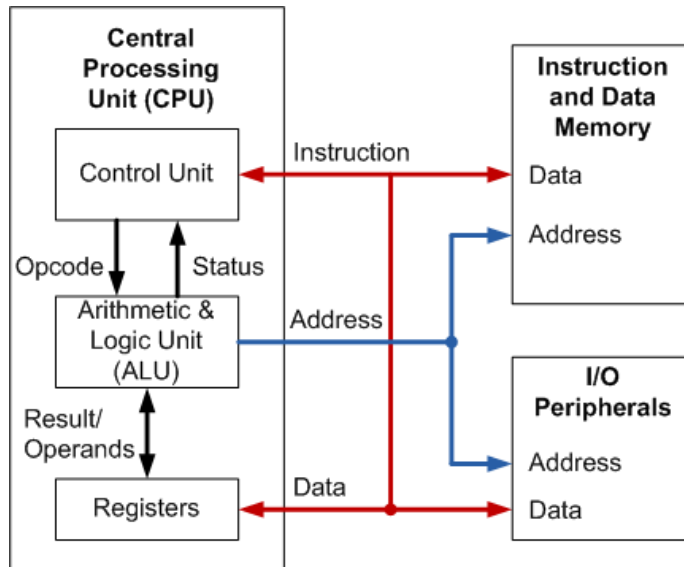 Central
Processing
Unit (CPU)
Control Unit
Opcode
Status
Arithmetic &
Logic Unit
(ALU)
Result/
Operands
Registers
Instruction
Address
Data
Instruction
and Data
Memory
Data
Address
I/O
Peripherals
Address
Data